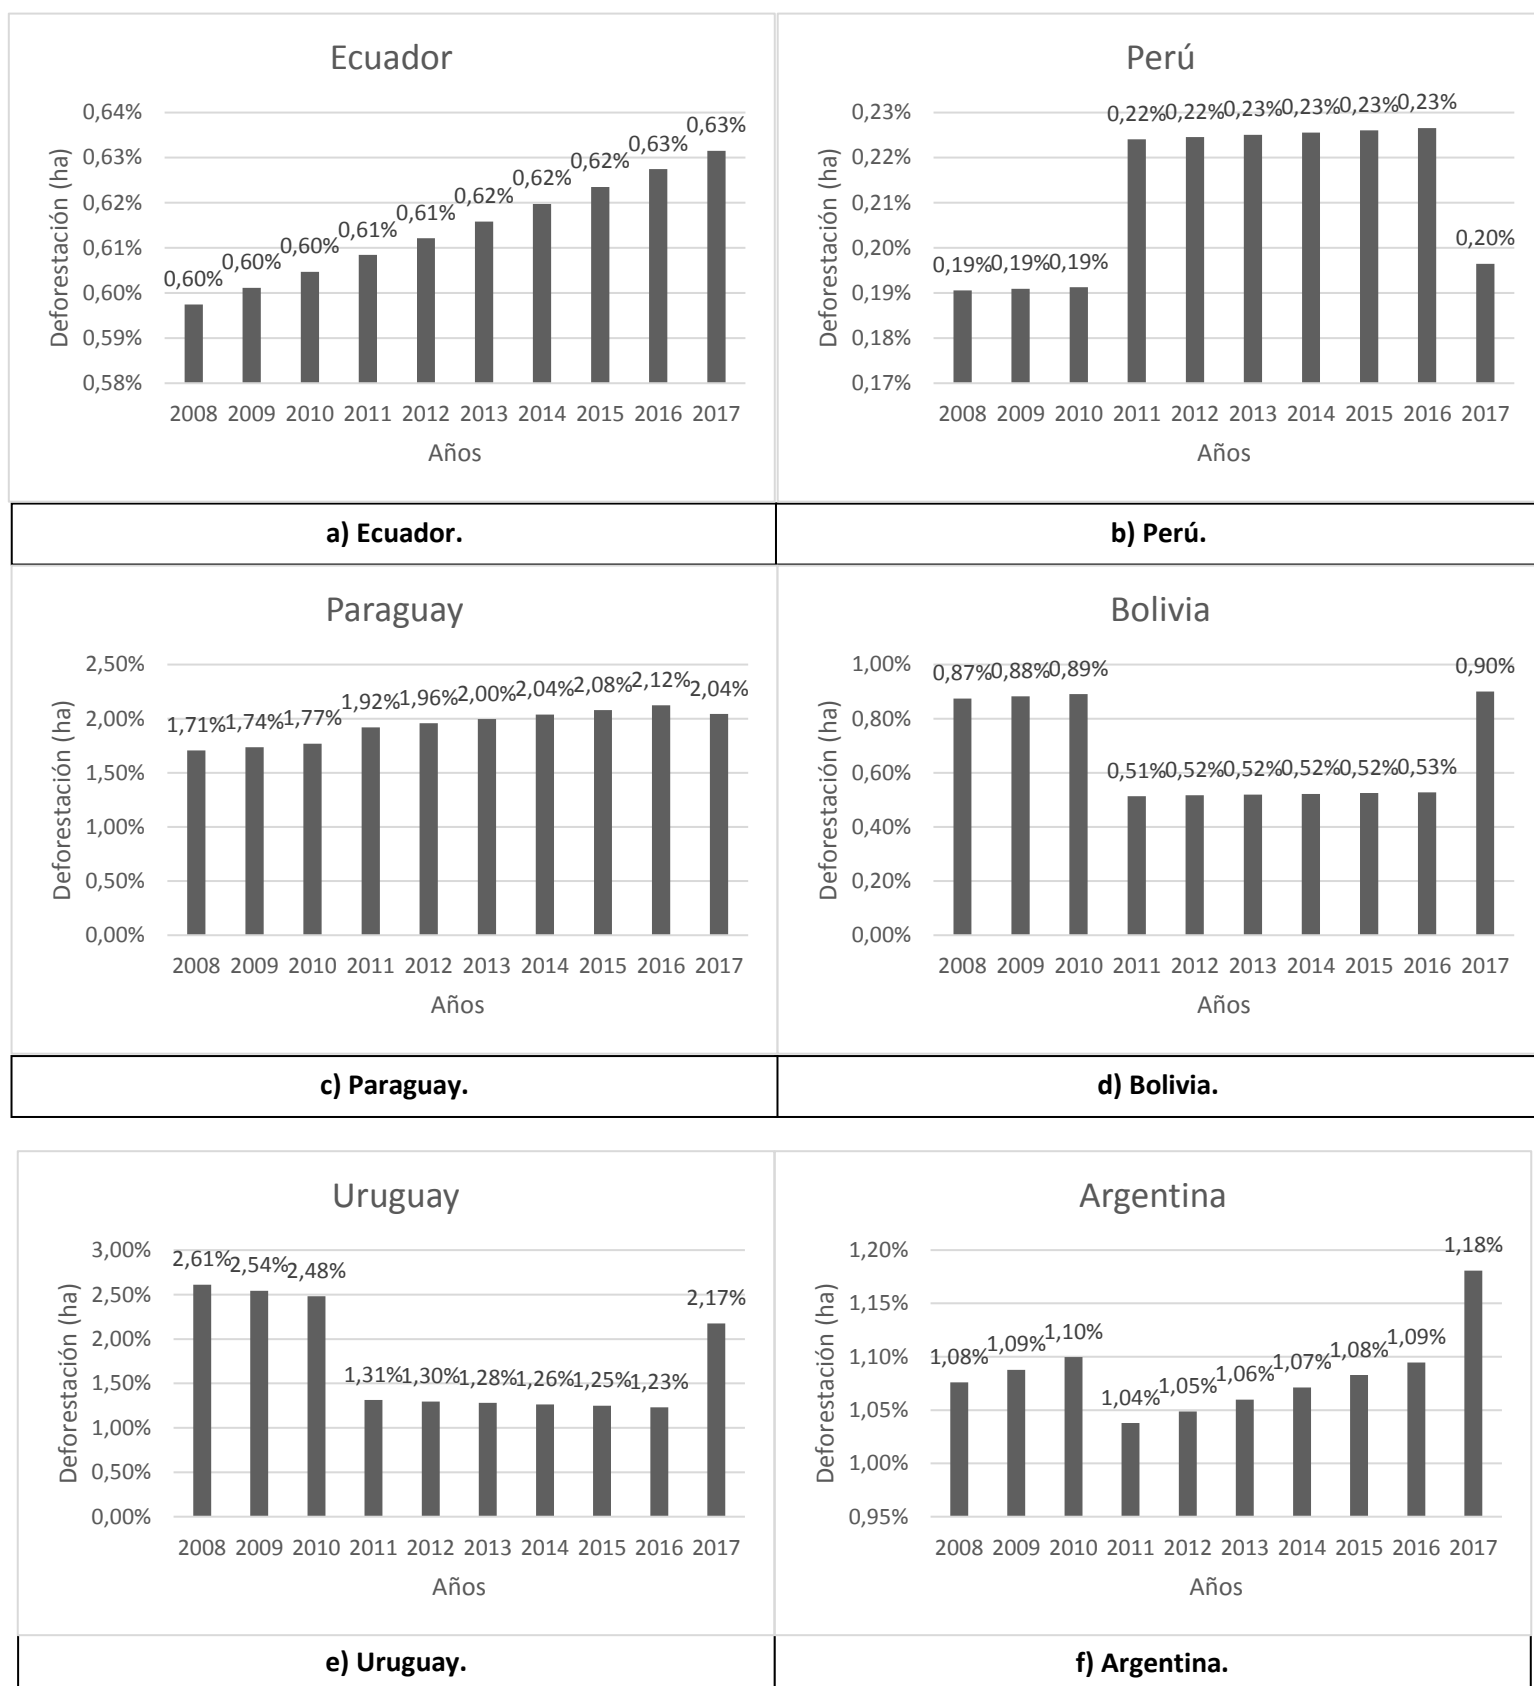 Ecuador
Deforestación (ha)
0,64%
0,63%
0,62%
0,61%
0,60%
0,59%
0,58%
0,60% 0,60% 0,60% 0,61% 0,61% 0,62% 0,62% 0,62% 0,63% 0,63%
2008 2009 2010 2011 2012 2013 2014 2015 2016 2017
Años
Perú
Deforestación (ha)
0,23%
0,22%
0,21%
0,20%
0,19%
0,18%
0,17%
0,19% 0,19% 0,19% 0,22% 0,22% 0,23% 0,23% 0,23% 0,23% 0,20%
2008 2009 2010 2011 2012 2013 2014 2015 2016 2017
Años
a) Ecuador.
b) Perú.
Paraguay
Deforestación (ha)
2,50%
2,00%
1,50%
1,00%
0,50%
0,00%
1,71% 1,74% 1,77% 1,92% 1,96% 2,00% 2,04% 2,08% 2,12% 2,04%
2008 2009 2010 2011 2012 2013 2014 2015 2016 2017
Años
Bolivia
Deforestación (ha)
1,00%
0,80%
0,60%
0,40%
0,20%
0,00%
0,87% 0,88% 0,89% 0,51% 0,52% 0,52% 0,52% 0,52% 0,53% 0,90%
2008 2009 2010 2011 2012 2013 2014 2015 2016 2017
Años
c) Paraguay.
d) Bolivia.
Uruguay
Deforestación (ha)
3,00%
2,50%
2,00%
1,50%
1,00%
0,50%
0,00%
2,61% 2,54% 2,48% 1,31% 1,30% 1,28% 1,26% 1,25% 1,23% 2,17%
2008 2009 2010 2011 2012 2013 2014 2015 2016 2017
Años
Argentina
Deforestación (ha)
1,20%
1,15%
1,10%
1,05%
1,00%
0,95%
1,08% 1,09% 1,10% 1,04% 1,05% 1,06% 1,07% 1,08% 1,09% 1,18%
2008 2009 2010 2011 2012 2013 2014 2015 2016 2017
Años
e) Uruguay.
f) Argentina.